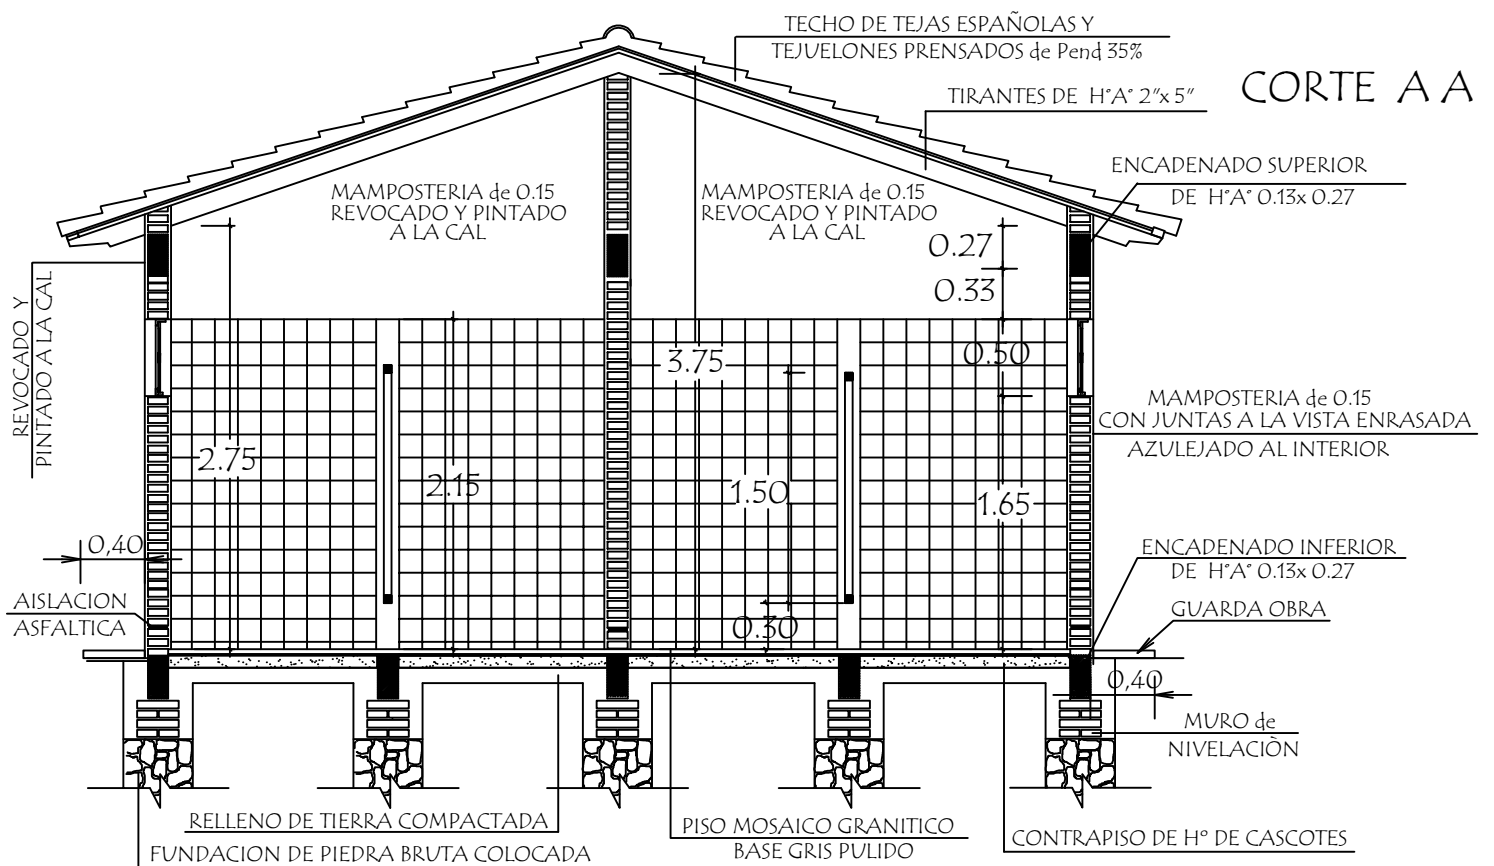 TECHO DE TEJAS ESPAÑOLAS Y
TEJUELONES PRENSADOS de Pend 35%
CORTE A A
TIRANTES DE H°A° 2"x 5"
ENCADENADO SUPERIOR
DE H°A° 0.13x 0.27
MAMPOSTERIA de 0.15
REVOCADO Y PINTADO
A LA CAL
MAMPOSTERIA de 0.15
REVOCADO Y PINTADO
A LA CAL
0.27
0.33
REVOCADO Y
PINTADO A LA CAL
3.75
0.50
MAMPOSTERIA de 0.15
CON JUNTAS A LA VISTA ENRASADA
AZULEJADO AL INTERIOR
2.75
2.15
1.50
1.65
0,40
ENCADENADO INFERIOR
DE H°A° 0.13x 0.27
AISLACION
ASFALTICA
GUARDA OBRA
0.30
0,40
MURO de
NIVELACIÒN
RELLENO DE TIERRA COMPACTADA
FUNDACION DE PIEDRA BRUTA COLOCADA
PISO MOSAICO GRANITICO
BASE GRIS PULIDO
CONTRAPISO DE Hº DE CASCOTES